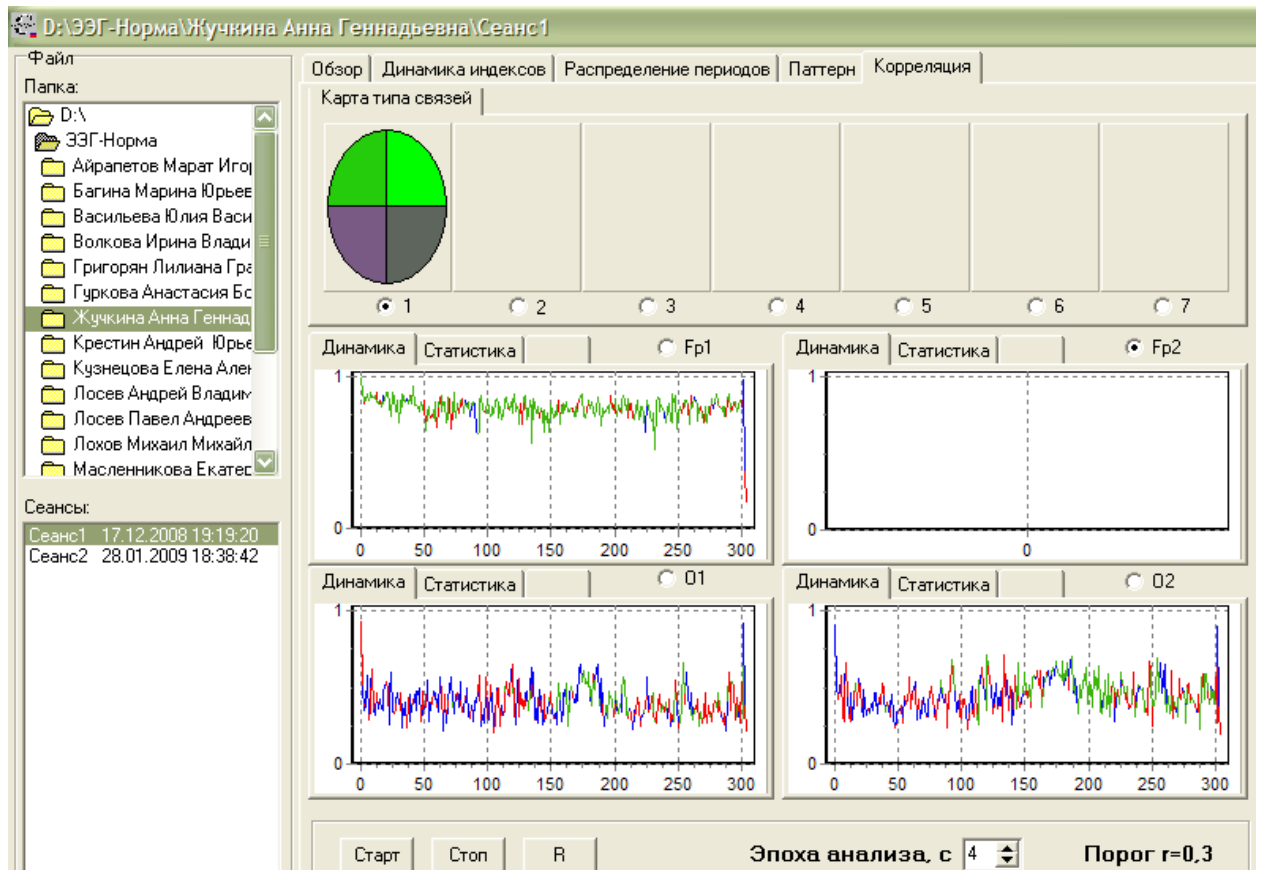 D:\ЭЭГ-Норма\Жучкина Анна Геннадьевна\Сеанс1
Файл
Папка:
D:\
ЭЭГ-Норма
Айрапетов Марат Иго
Багина Марина Юрьев
Васильева Юлия Васи
Волкова Ирина Влади
Григорян Лилиана Гра
Гуркова Анастасия Бо
Жучкина Анна Геннад
Крестин Андрей Юрье
Кузнецова Елена Але
Лосев Андрей Владим
Лосев Павел Андреев
Лохов Михаил Михайл
Масленникова Екатер
Сеансы:
Сеанс1 17.12.2008 19:19:20
Сеанс2 28.01.2009 18:38:42
Обзор Динамика индексов Распределение периодов Паттерн Корреляция
Карта типа связей
1 2 3 4 5 6 7
Динамика Статистика Fp1
1
0
0 50 100 150 200 250 300
Динамика Статистика Fp2
1
0
0
Динамика Статистика O1
1
0
0 50 100 150 200 250 300
Динамика Статистика O2
1
0
0 50 100 150 200 250 300
Старт Стоп R Эпоха анализа, с 4 Порог r=0,3